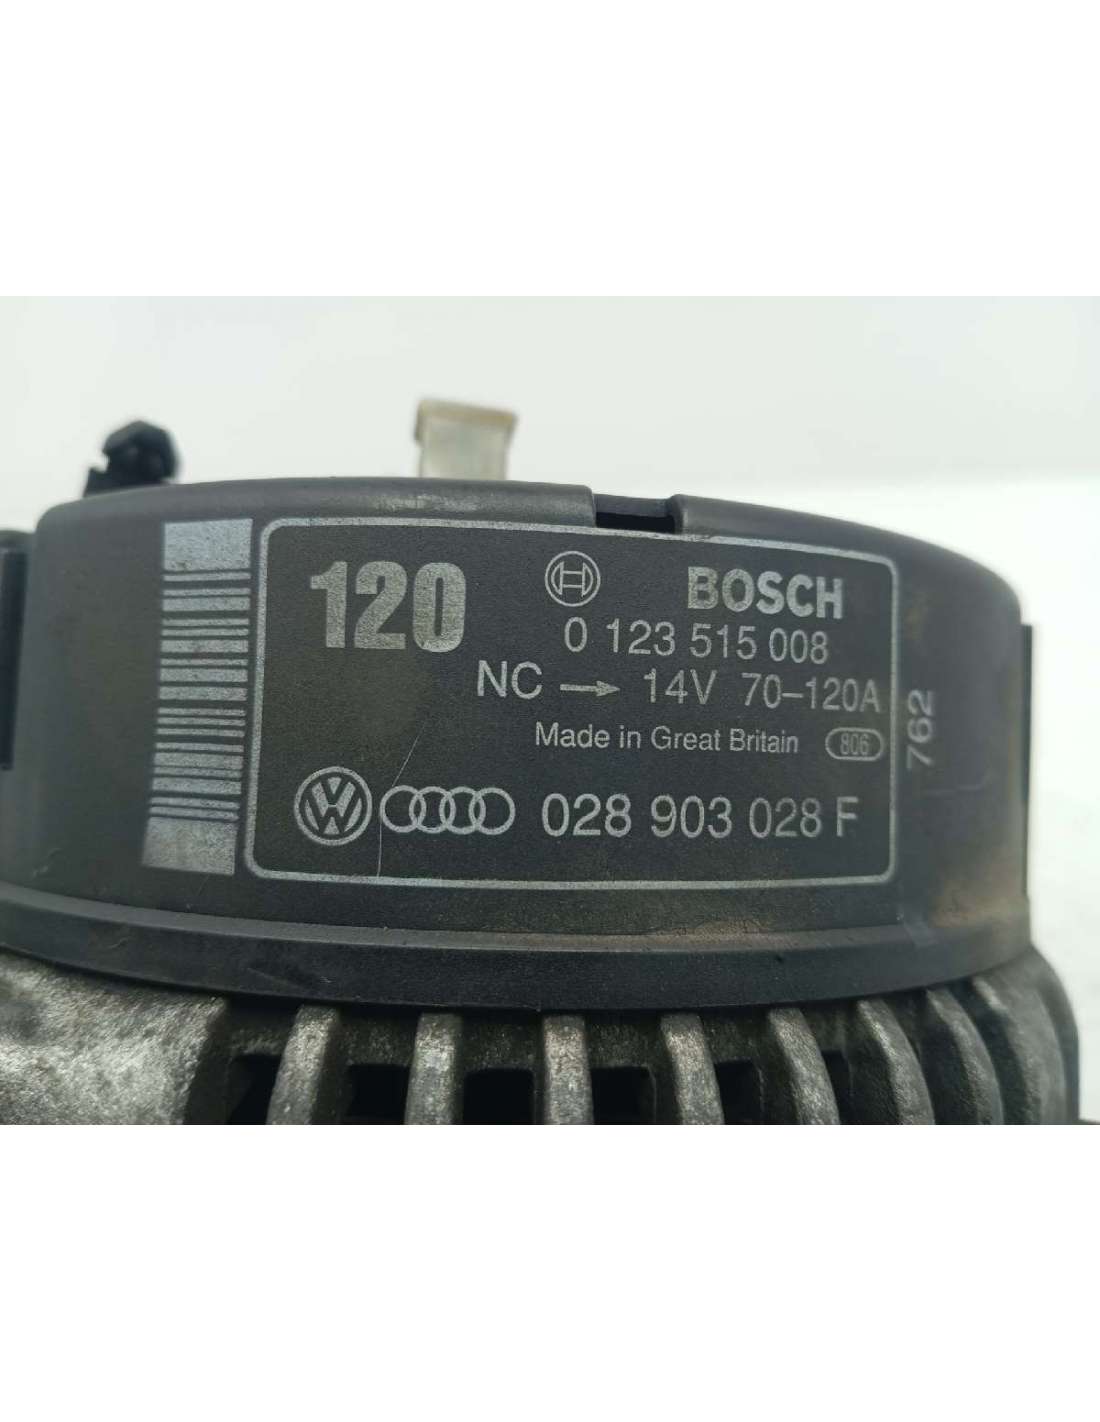 120
BOSCH
0 123 515 008
NC → 14V 70–120A
Made in Great Britain 806
028 903 028 F
762